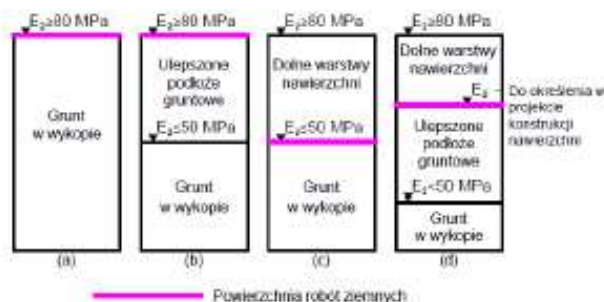 E₂≥80 MPa
Grunt
w wykopie
(a)
E₂≥80 MPa
Ulepszone
podłoże
gruntowe
E₂≤50 MPa
Grunt
w wykopie
(b)
E₂≥80 MPa
Dolne warstwy
nawierzchni
E₂≤50 MPa
Grunt
w wykopie
(c)
E₂≥80 MPa
Dolne warstwy
nawierzchni
E₂
Do określenia w
projekcie
konstrukcji
nawierzchni
Ulepszone
podłoże
gruntowe
E₂<50 MPa
Grunt
w wykopie
(d)
Powierzchnia robót ziemnych